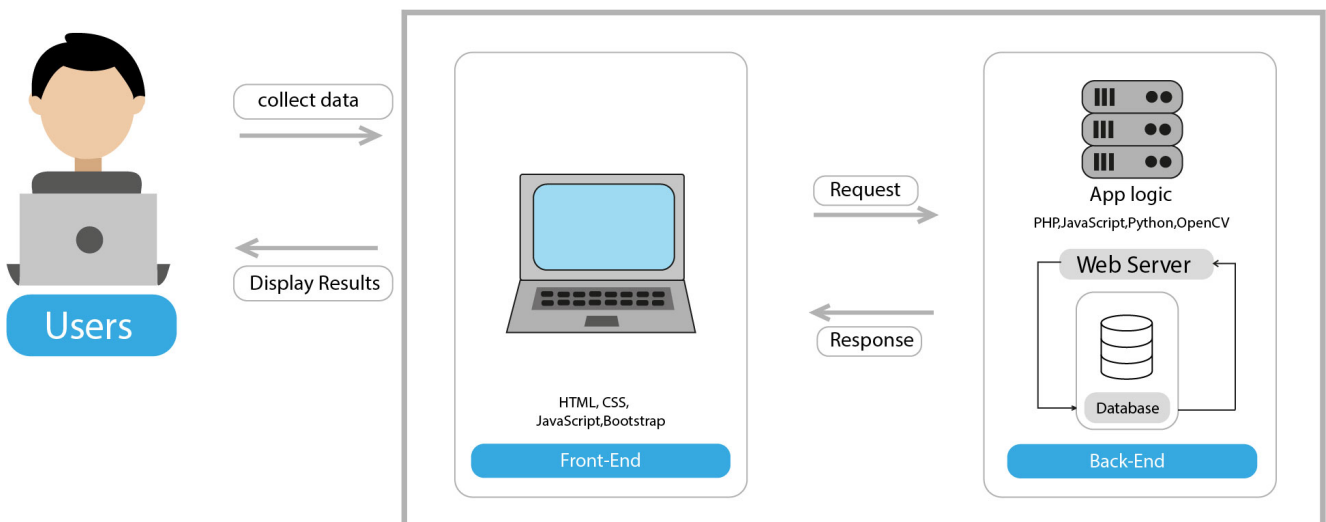 collect data
Display Results
Users
HTML, CSS,
JavaScript,Bootstrap
Front-End
Request
Response
App logic
PHP,JavaScript,Python,OpenCV
Web Server
Database
Back-End